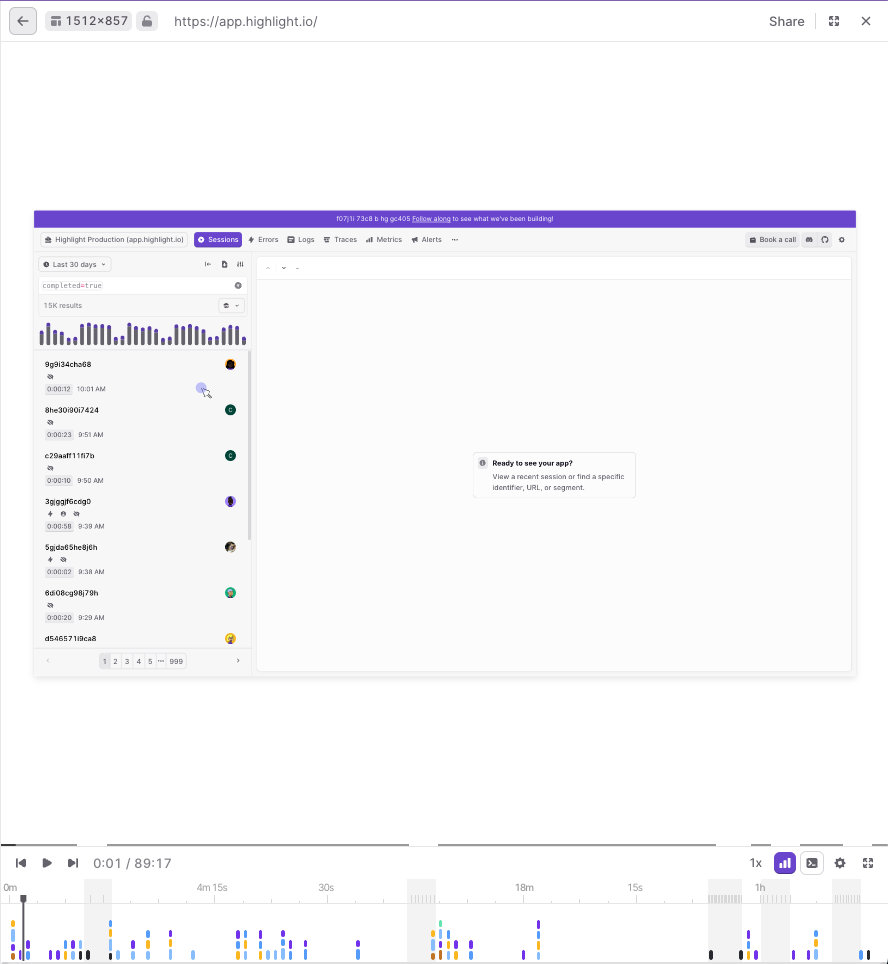 1512×857
https://app.highlight.io/
Share
f07j1i 73c8 b hg gc405 Follow along to see what we've been building!
Highlight Production (app.highlight.io)
Sessions
Errors
Logs
Traces
Metrics
Alerts
Book a call
Last 30 days
completed=true
15K results
9g9i34cha68
0:00:12 10:01 AM
8he30i90i7424
C
0:00:23 9:51 AM
c29aaff11fi7b
C
0:00:10 9:50 AM
3gjggjf6cdg0
0:00:58 9:39 AM
5gjda65he8j6h
0:00:02 9:38 AM
6di08cg98j79h
0:00:20 9:29 AM
d546571i9ca8
1 2 3 4 5 ••• 999
Ready to see your app?
View a recent session or find a specific
identifier, URL, or segment.
0:01 / 89:17
1x
0m 4m 15s 30s 18m 15s 1h